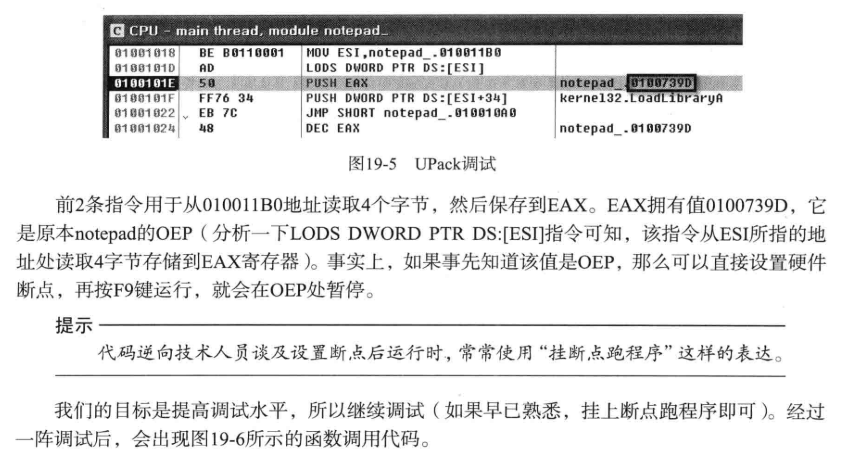 C CPU - main thread, module notepad_
01001018 BE B0110001 MOV ESI,notepad_.010011B0
0100101D AD LODS DWORD PTR DS:[ESI]
0100101E 50 PUSH EAX notepad_.0100739D
0100101F FF76 34 PUSH DWORD PTR DS:[ESI+34] kernel32.LoadLibraryA
01001022 EB 7C JMP SHORT notepad_.010010A0
01001024 48 DEC EAX notepad_.0100739D
图19-5 UPack调试
前2条指令用于从010011B0地址读取4个字节，然后保存到EAX。EAX拥有值0100739D，它
是原本notepad的OEP（分析一下LODS DWORD PTR DS:[ESI]指令可知，该指令从ESI所指的地
址处读取4字节存储到EAX寄存器）。事实上，如果事先知道该值是OEP，那么可以直接设置硬件
断点，再按F9键运行，就会在OEP处暂停。
提示
代码逆向技术人员谈及设置断点后运行时，常常使用“挂断点跑程序”这样的表达。
我们的目标是提高调试水平，所以继续调试（如果早已熟悉，挂上断点跑程序即可）。经过
一阵调试后，会出现图19-6所示的函数调用代码。